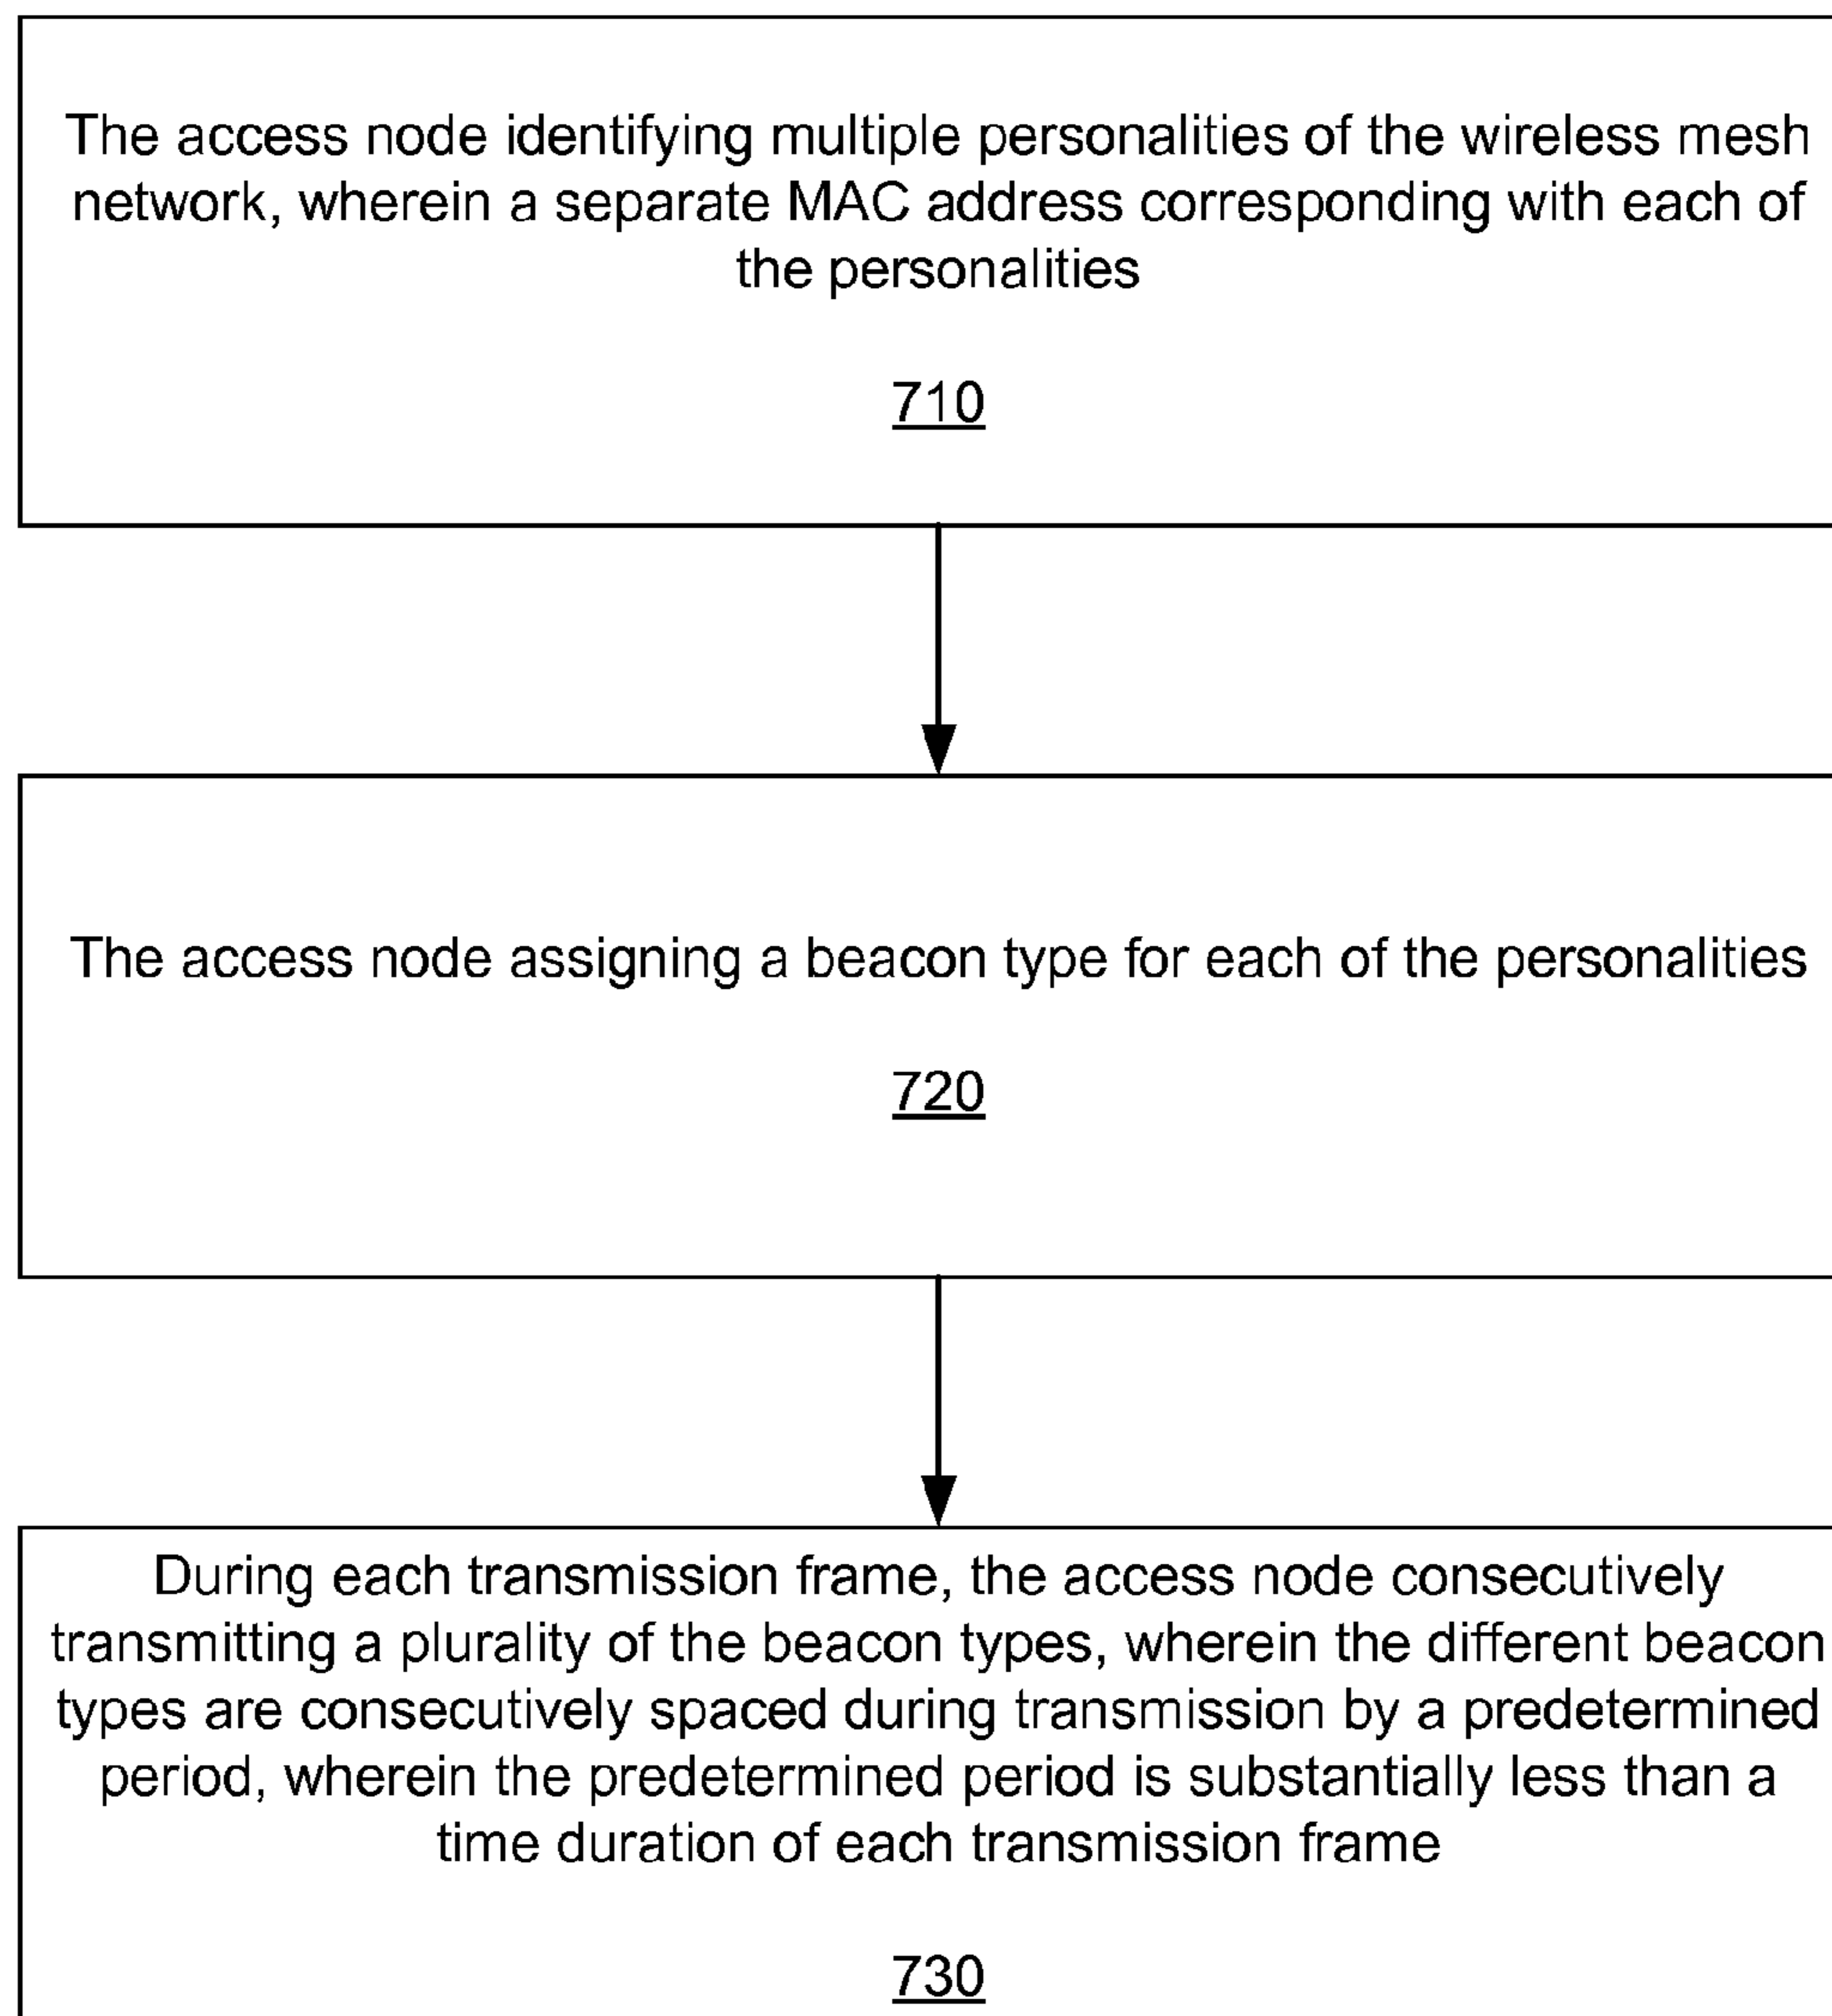 The access node identifying multiple personalities of the wireless mesh
network, wherein a separate MAC address corresponding with each of
the personalities
710
The access node assigning a beacon type for each of the personalities
720
During each transmission frame, the access node consecutively
transmitting a plurality of the beacon types, wherein the different beacon
types are consecutively spaced during transmission by a predetermined
period, wherein the predetermined period is substantially less than a
time duration of each transmission frame
730